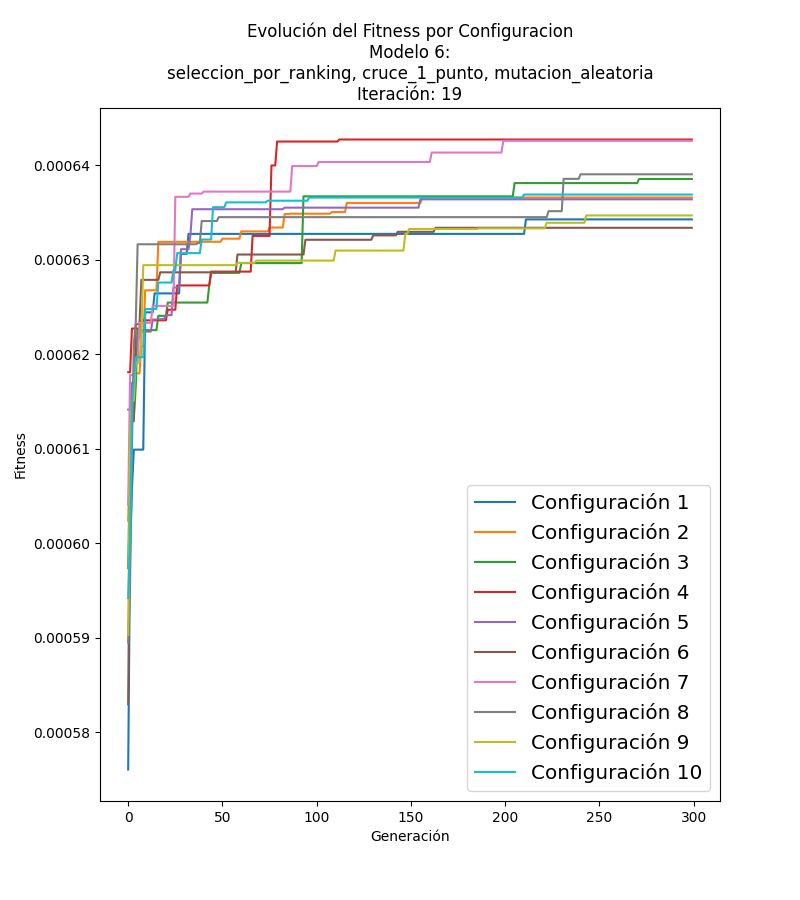 Evolución del Fitness por Configuracion
Modelo 6:
seleccion_por_ranking, cruce_1_punto, mutacion_aleatoria
Iteración: 19
0.00064
0.00063
0.00062
0.00061
0.00060
0.00059
0.00058
Fitness
0
50
100
150
200
250
300
Generación
Configuración 1
Configuración 2
Configuración 3
Configuración 4
Configuración 5
Configuración 6
Configuración 7
Configuración 8
Configuración 9
Configuración 10